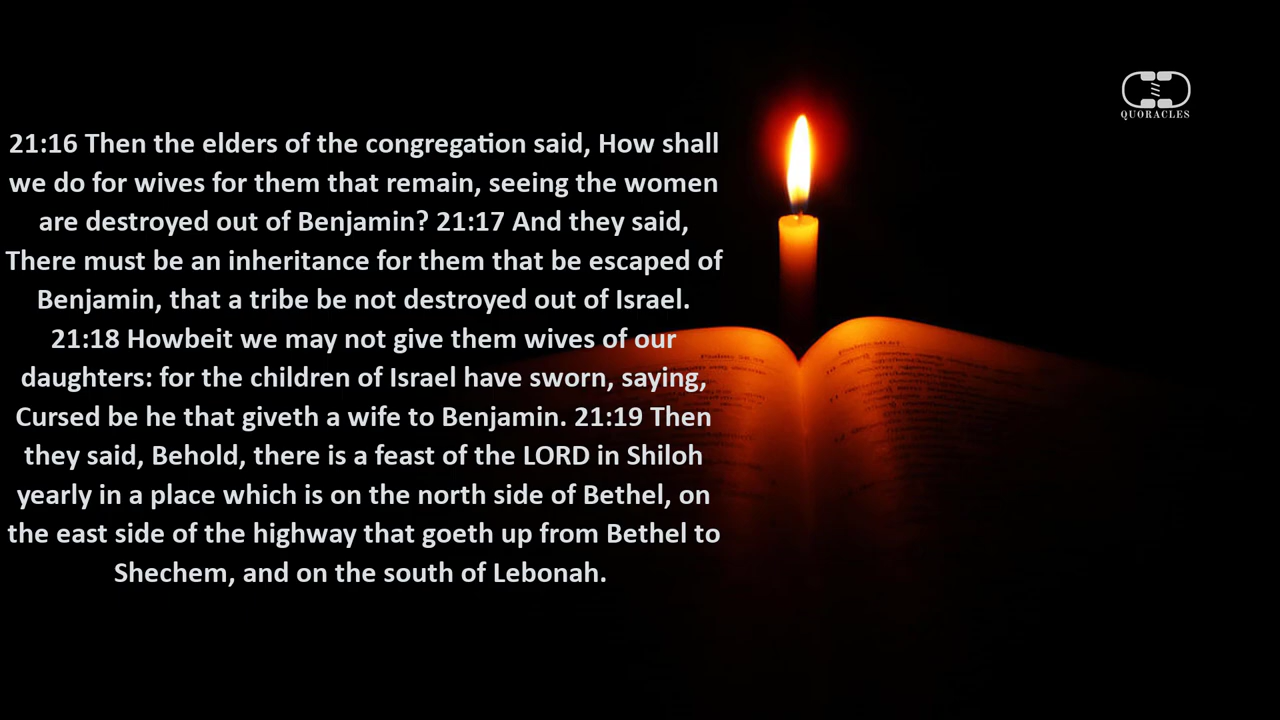 21:16 Then the elders of the congregation said, How shall
we do for wives for them that remain, seeing the women
are destroyed out of Benjamin? 21:17 And they said,
There must be an inheritance for them that be escaped of
Benjamin, that a tribe be not destroyed out of Israel.
21:18 Howbeit we may not give them wives of our
daughters: for the children of Israel have sworn, saying,
Cursed be he that giveth a wife to Benjamin. 21:19 Then
they said, Behold, there is a feast of the LORD in Shiloh
yearly in a place which is on the north side of Bethel, on
the east side of the highway that goeth up from Bethel to
Shechem, and on the south of Lebonah.
QUORACLES